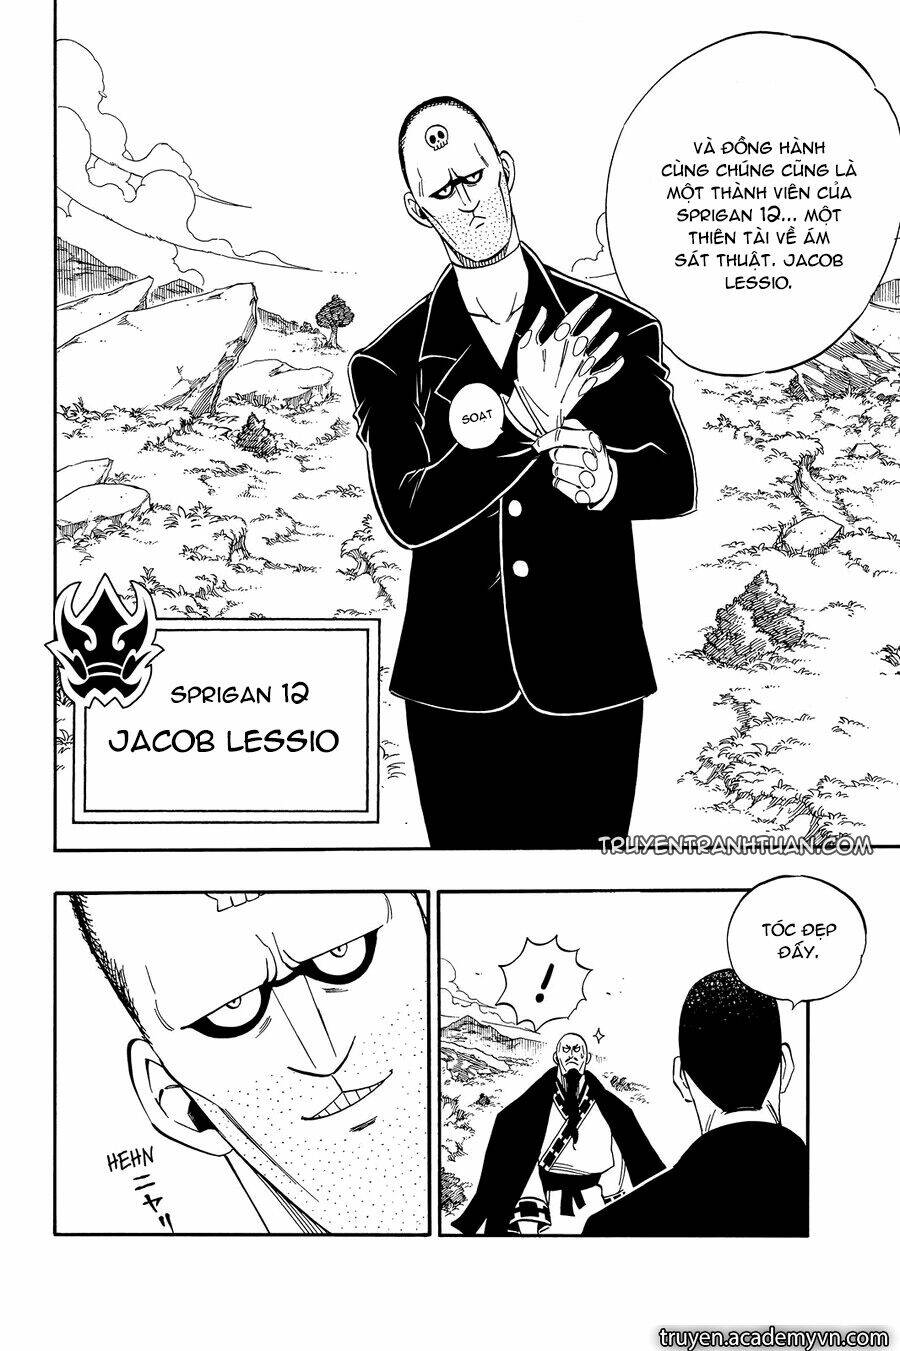 VÀ ĐỒNG HÀNH
CÙNG CHÚNG CŨNG LÀ
MỘT THÀNH VIÊN CỦA
SPRIGAN 12... MỘT
THIÊN TÀI VỀ ÁM
SÁT THUẬT. JACOB
LESSIO.
SOẠT
SPRIGAN 12
JACOB LESSIO
TRUYENTRANHTUAN.COM
TÓC ĐẸP
ĐẤY.
!
HEHN
ニヤッ
truyen.academyvn.com